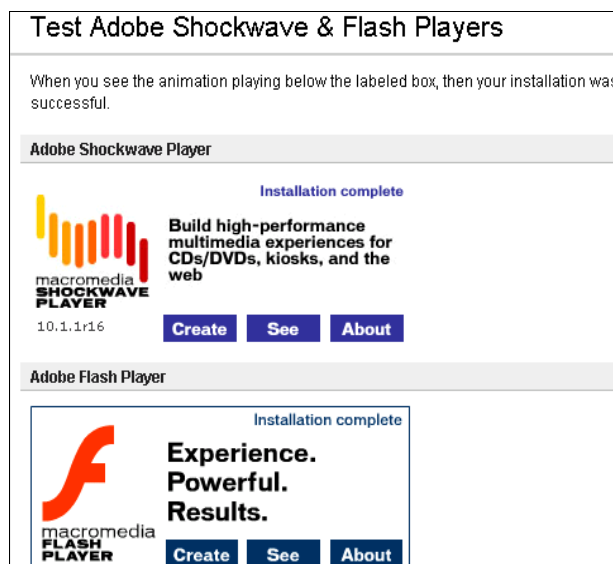 Test Adobe Shockwave & Flash Players
When you see the animation playing below the labeled box, then your installation was
successful.
Adobe Shockwave Player
Installation complete
Build high-performance
multimedia experiences for
CDs/DVDs, kiosks, and the
web
macromedia
SHOCKWAVE
PLAYER
10.1.1r16
Create See About
Adobe Flash Player
Installation complete
Experience.
Powerful.
Results.
macromedia
FLASH
PLAYER
Create See About